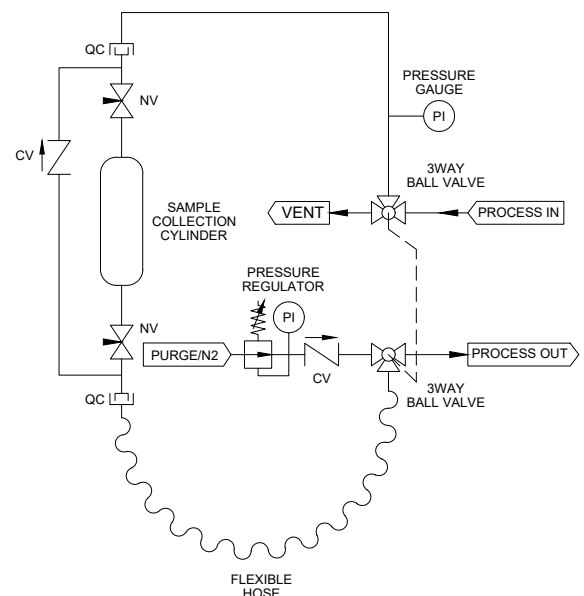 QC
PRESSURE
GAUGE
NV
PI
CV
3WAY
BALL VALVE
SAMPLE
COLLECTION
CYLINDER
VENT
PROCESS IN
PRESSURE
REGULATOR
PI
NV
PURGE/N2
PROCESS OUT
CV
QC
3WAY
BALL VALVE
FLEXIBLE
HOSE